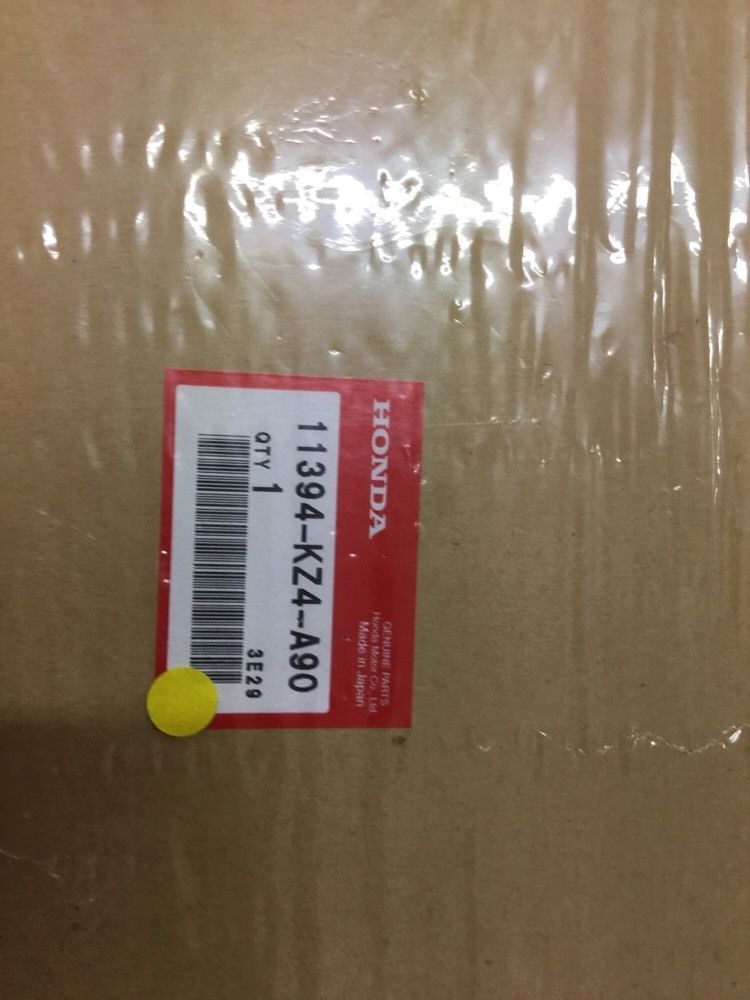 HONDA
GENUINE PARTS
Honda Motor Co., Ltd.
Made in Japan
11394-KZ4-A90
QTY 1
3E29